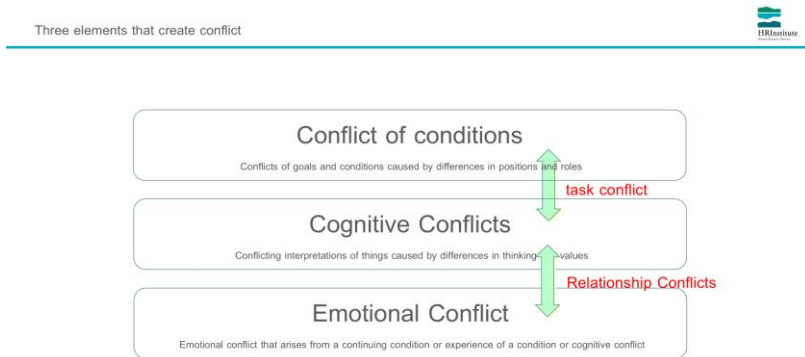 Three elements that create conflict
HRInstitute
Conflict of conditions
Conflicts of goals and conditions caused by differences in positions and roles
task conflict
Cognitive Conflicts
Conflicting interpretations of things caused by differences in thinking values
Relationship Conflicts
Emotional Conflict
Emotional conflict that arises from a continuing condition or experience of a condition or cognitive conflict